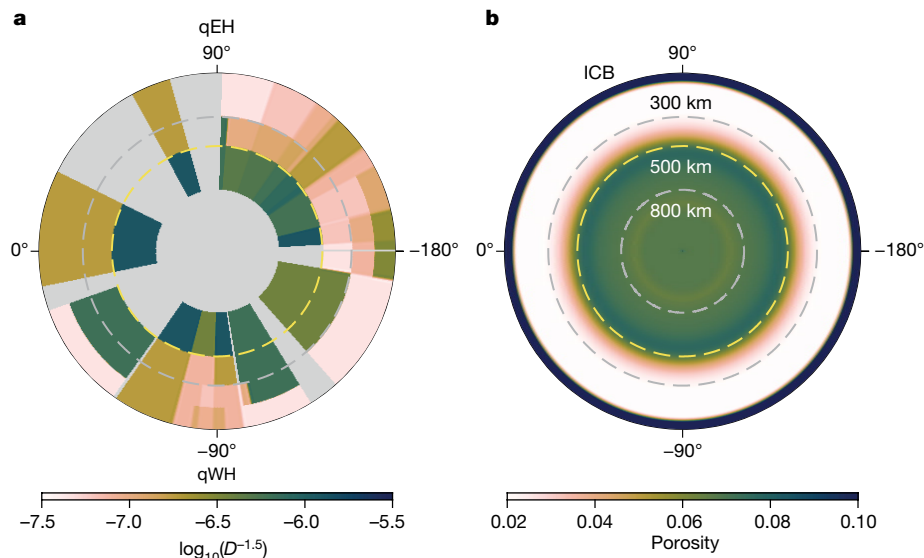 a
qEH
90°
0°
−180°
−90°
qWH
−7.5 −7.0 −6.5 −6.0 −5.5
log10(D−1.5)
b
90°
ICB
300 km
500 km
800 km
0°
−180°
−90°
0.02 0.04 0.06 0.08 0.10
Porosity